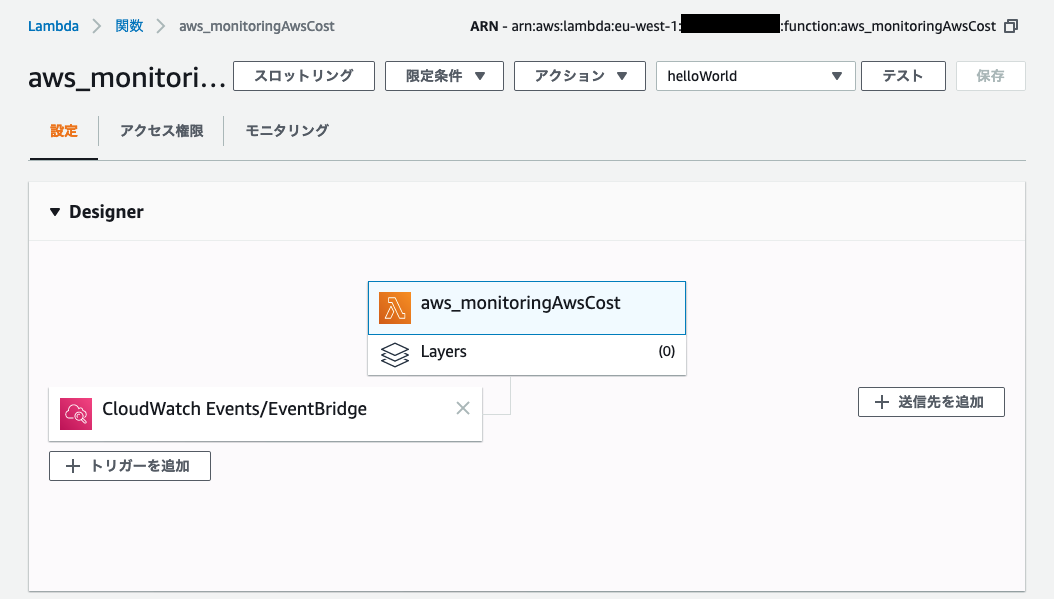 Lambda 関数 aws_monitoringAwsCost ARN - arn:aws:lambda:eu-west-1: :function:aws_monitoringAwsCost
aws_monitori... スロットリング 限定条件 アクション helloWorld テスト 保存
設定 アクセス権限 モニタリング
Designer
aws_monitoringAwsCost
Layers (0)
CloudWatch Events/EventBridge
送信先を追加
トリガーを追加